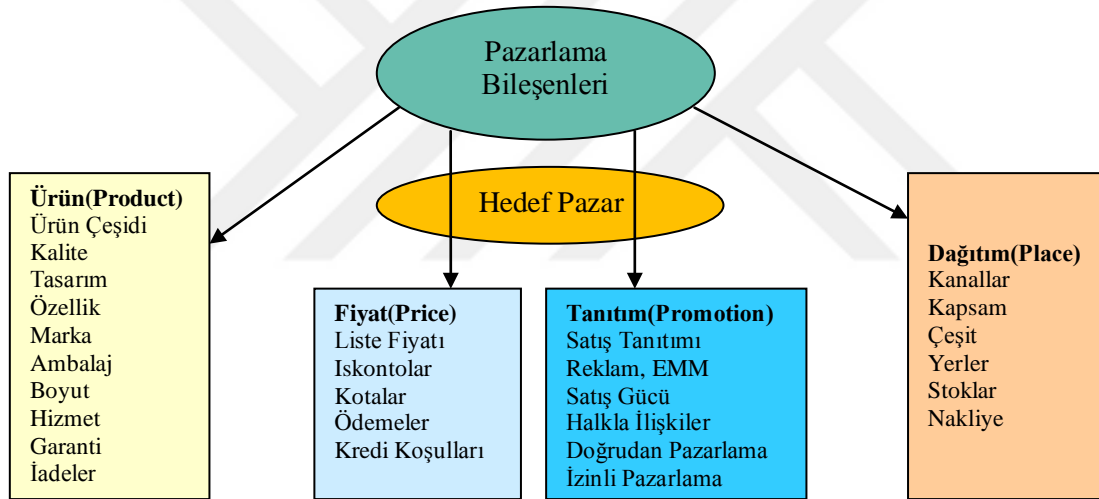 Pazarlama
Bileşenleri
Hedef Pazar
Ürün(Product)
Ürün Çeşidi
Kalite
Tasarım
Özellik
Marka
Ambalaj
Boyut
Hizmet
Garanti
İadeler
Fiyat(Price)
Liste Fiyatı
Iskontolar
Kotalar
Ödemeler
Kredi Koşulları
Tanıtım(Promotion)
Satış Tanıtımı
Reklam, EMM
Satış Gücü
Halkla İlişkiler
Doğrudan Pazarlama
İzinli Pazarlama
Dağıtım(Place)
Kanallar
Kapsam
Çeşit
Yerler
Stoklar
Nakliye